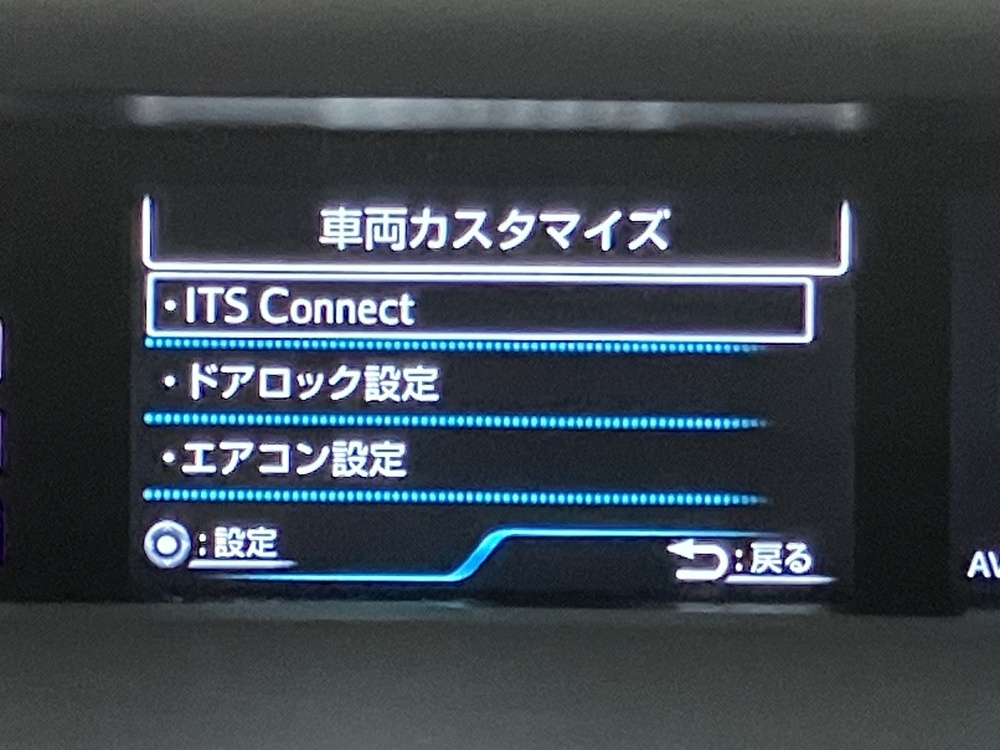 車両カスタマイズ
・ITS Connect
・ドアロック設定
・エアコン設定
:設定
:戻る
AV